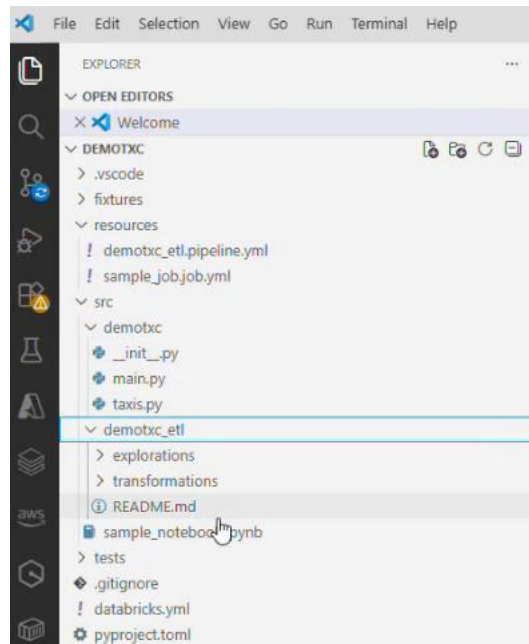 File Edit Selection View Go Run Terminal Help
EXPLORER
OPEN EDITORS
Welcome
DEMOTXC
.vscode
fixtures
resources
! demotxc_etl.pipeline.yml
! sample_job.job.yml
src
demotxc
__init__.py
main.py
taxis.py
demotxc_etl
explorations
transformations
README.md
tests
.gitignore
! databricks.yml
pyproject.toml
aws